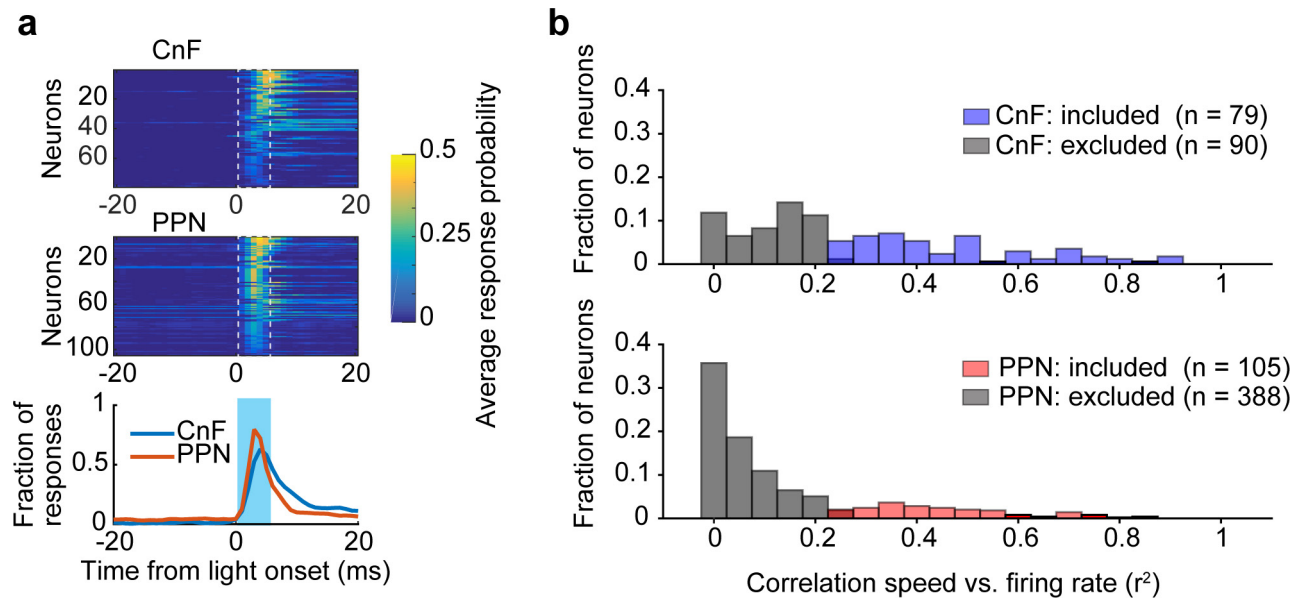 a
CnF
Neurons
20
40
60
-20
0
20
PPN
Neurons
20
60
100
-20
0
20
0.5
0.25
0
Average response probability
Fraction of
responses
1
0.5
0
CnF
PPN
-20
0
20
Time from light onset (ms)
b
Fraction of neurons
0.4
0.3
0.2
0.1
0
CnF: included (n = 79)
CnF: excluded (n = 90)
0
0.2
0.4
0.6
0.8
1
Fraction of neurons
0.4
0.3
0.2
0.1
0
PPN: included (n = 105)
PPN: excluded (n = 388)
0
0.2
0.4
0.6
0.8
1
Correlation speed vs. firing rate (r²)